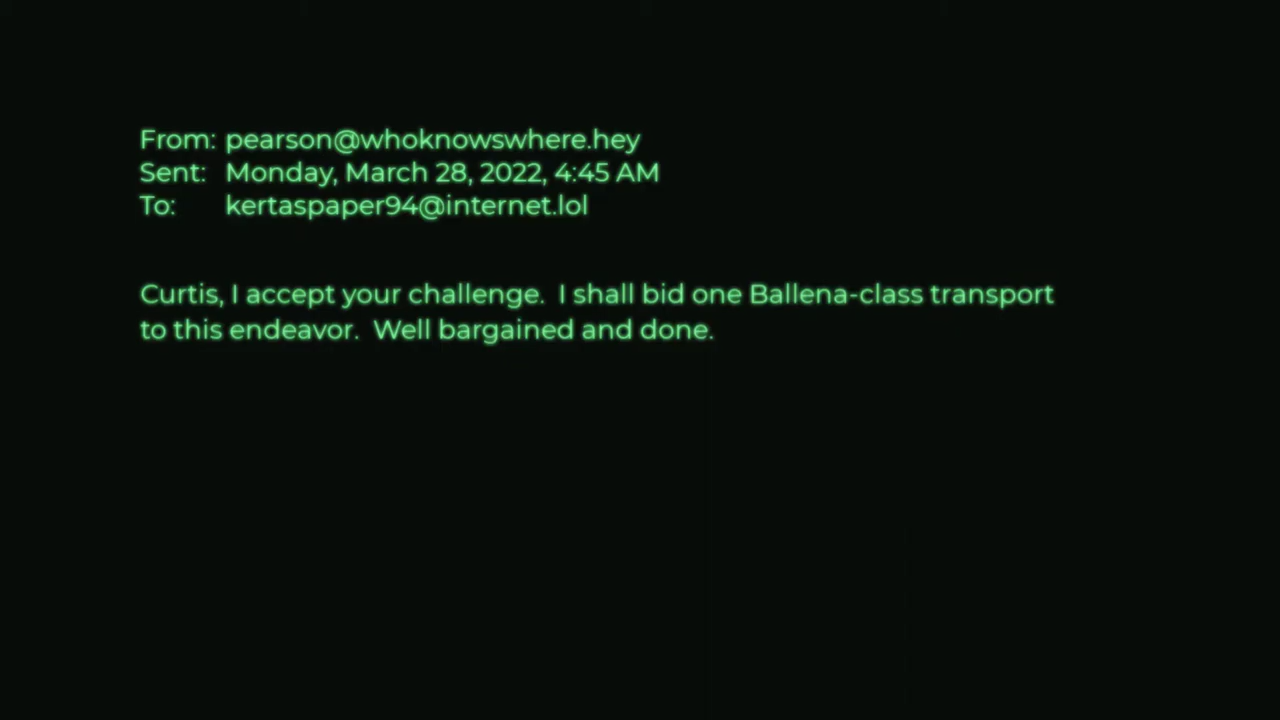 From: pearson@whoknowswhere.hey
Sent: Monday, March 28, 2022, 4:45 AM
To: kertaspaper94@internet.lol
Curtis, I accept your challenge.  I shall bid one Ballena-class transport
to this endeavor.  Well bargained and done.